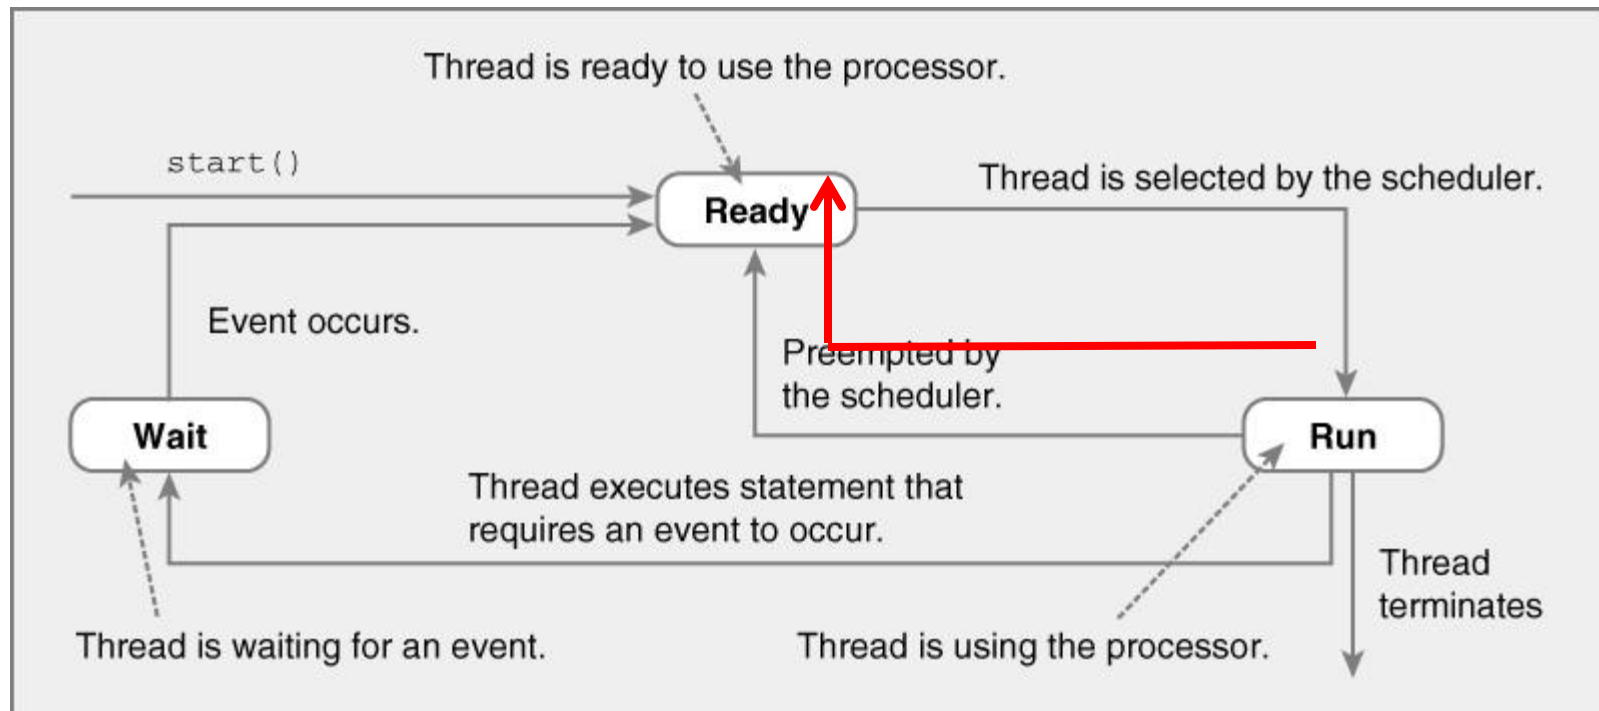 Thread is ready to use the processor.
start()
Thread is selected by the scheduler.
Ready
Event occurs.
Preempted by
the scheduler.
Wait
Run
Thread executes statement that
requires an event to occur.
Thread
terminates
Thread is waiting for an event.
Thread is using the processor.